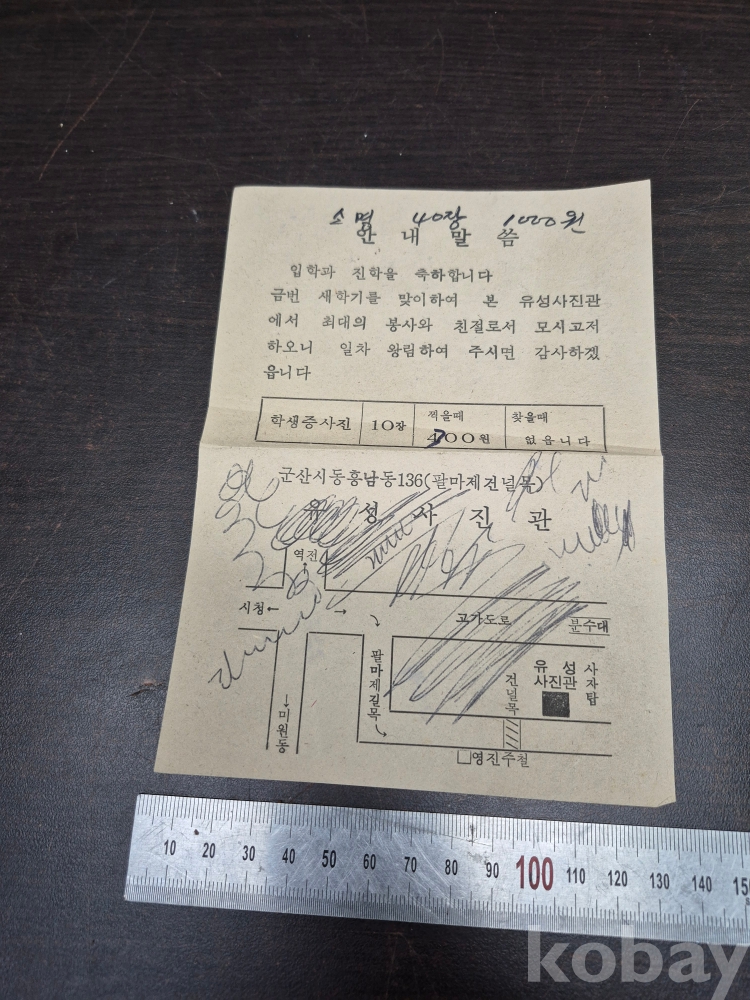 40장 1000원
안내말씀
입학과 진학을 축하합니다
금번 새학기를 맞이하여 본 유성사진관
에서 최대의 봉사와 친절로서 모시고저
하오니 일차 왕림하여 주시면 감사하겠
읍니다
학생증사진 10장 찍을때 00원 찾을때 없읍니다
군산시동흥남동136(팔마제건널목)
유성사진관
역전
시청←
→
고가도로
분수대
팔마제길목
건널목
유성사진관
사자탑
↓미원동
□영진주철
10 20 30 40 50 60 70 80 90 100 110 120 130 140 150
kobay